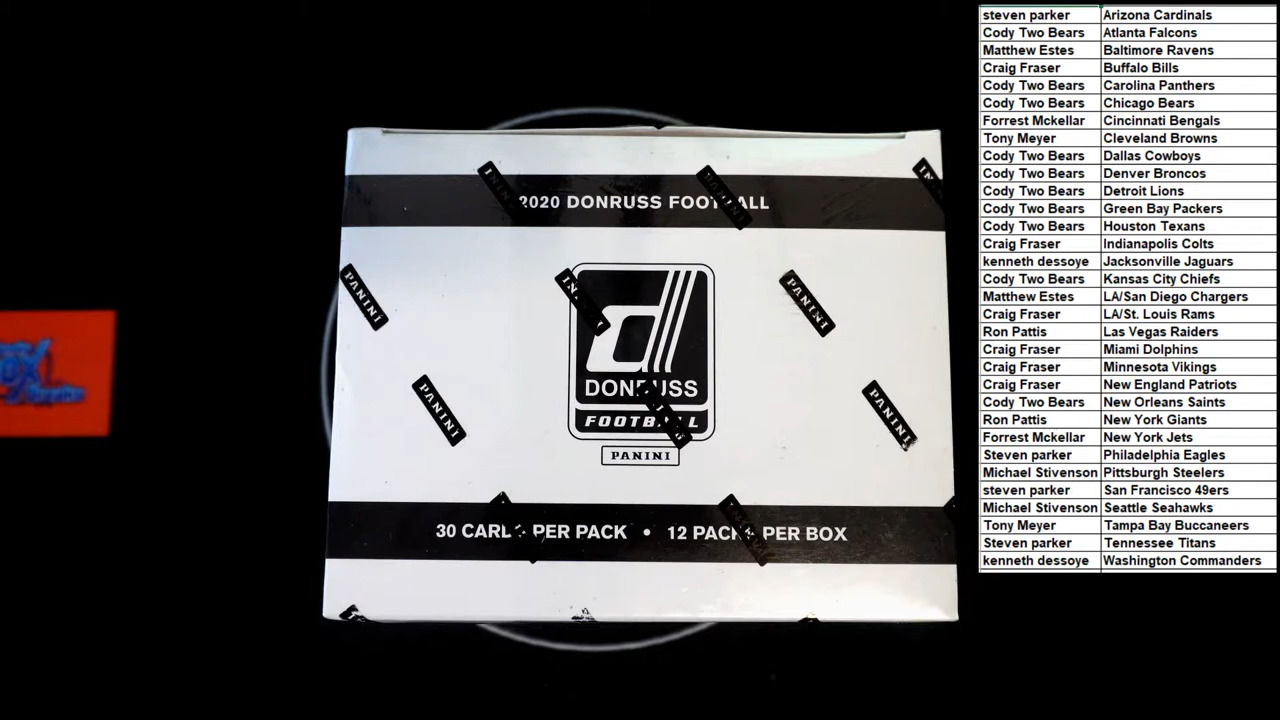 2020 DONRUSS FOOTBALL
PANINI
PANINI
PANINI
PANINI
PANINI
DONRUSS
FOOTBALL
PANINI
30 CARDS PER PACK • 12 PACKS PER BOX
steven parker Arizona Cardinals
Cody Two Bears Atlanta Falcons
Matthew Estes Baltimore Ravens
Craig Fraser Buffalo Bills
Cody Two Bears Carolina Panthers
Cody Two Bears Chicago Bears
Forrest Mckellar Cincinnati Bengals
Tony Meyer Cleveland Browns
Cody Two Bears Dallas Cowboys
Cody Two Bears Denver Broncos
Cody Two Bears Detroit Lions
Cody Two Bears Green Bay Packers
Cody Two Bears Houston Texans
Craig Fraser Indianapolis Colts
kenneth dessoye Jacksonville Jaguars
Cody Two Bears Kansas City Chiefs
Matthew Estes LA/San Diego Chargers
Craig Fraser LA/St. Louis Rams
Ron Pattis Las Vegas Raiders
Craig Fraser Miami Dolphins
Craig Fraser Minnesota Vikings
Craig Fraser New England Patriots
Cody Two Bears New Orleans Saints
Ron Pattis New York Giants
Forrest Mckellar New York Jets
Steven parker Philadelphia Eagles
Michael Stivenson Pittsburgh Steelers
steven parker San Francisco 49ers
Michael Stivenson Seattle Seahawks
Tony Meyer Tampa Bay Buccaneers
Steven parker Tennessee Titans
kenneth dessoye Washington Commanders